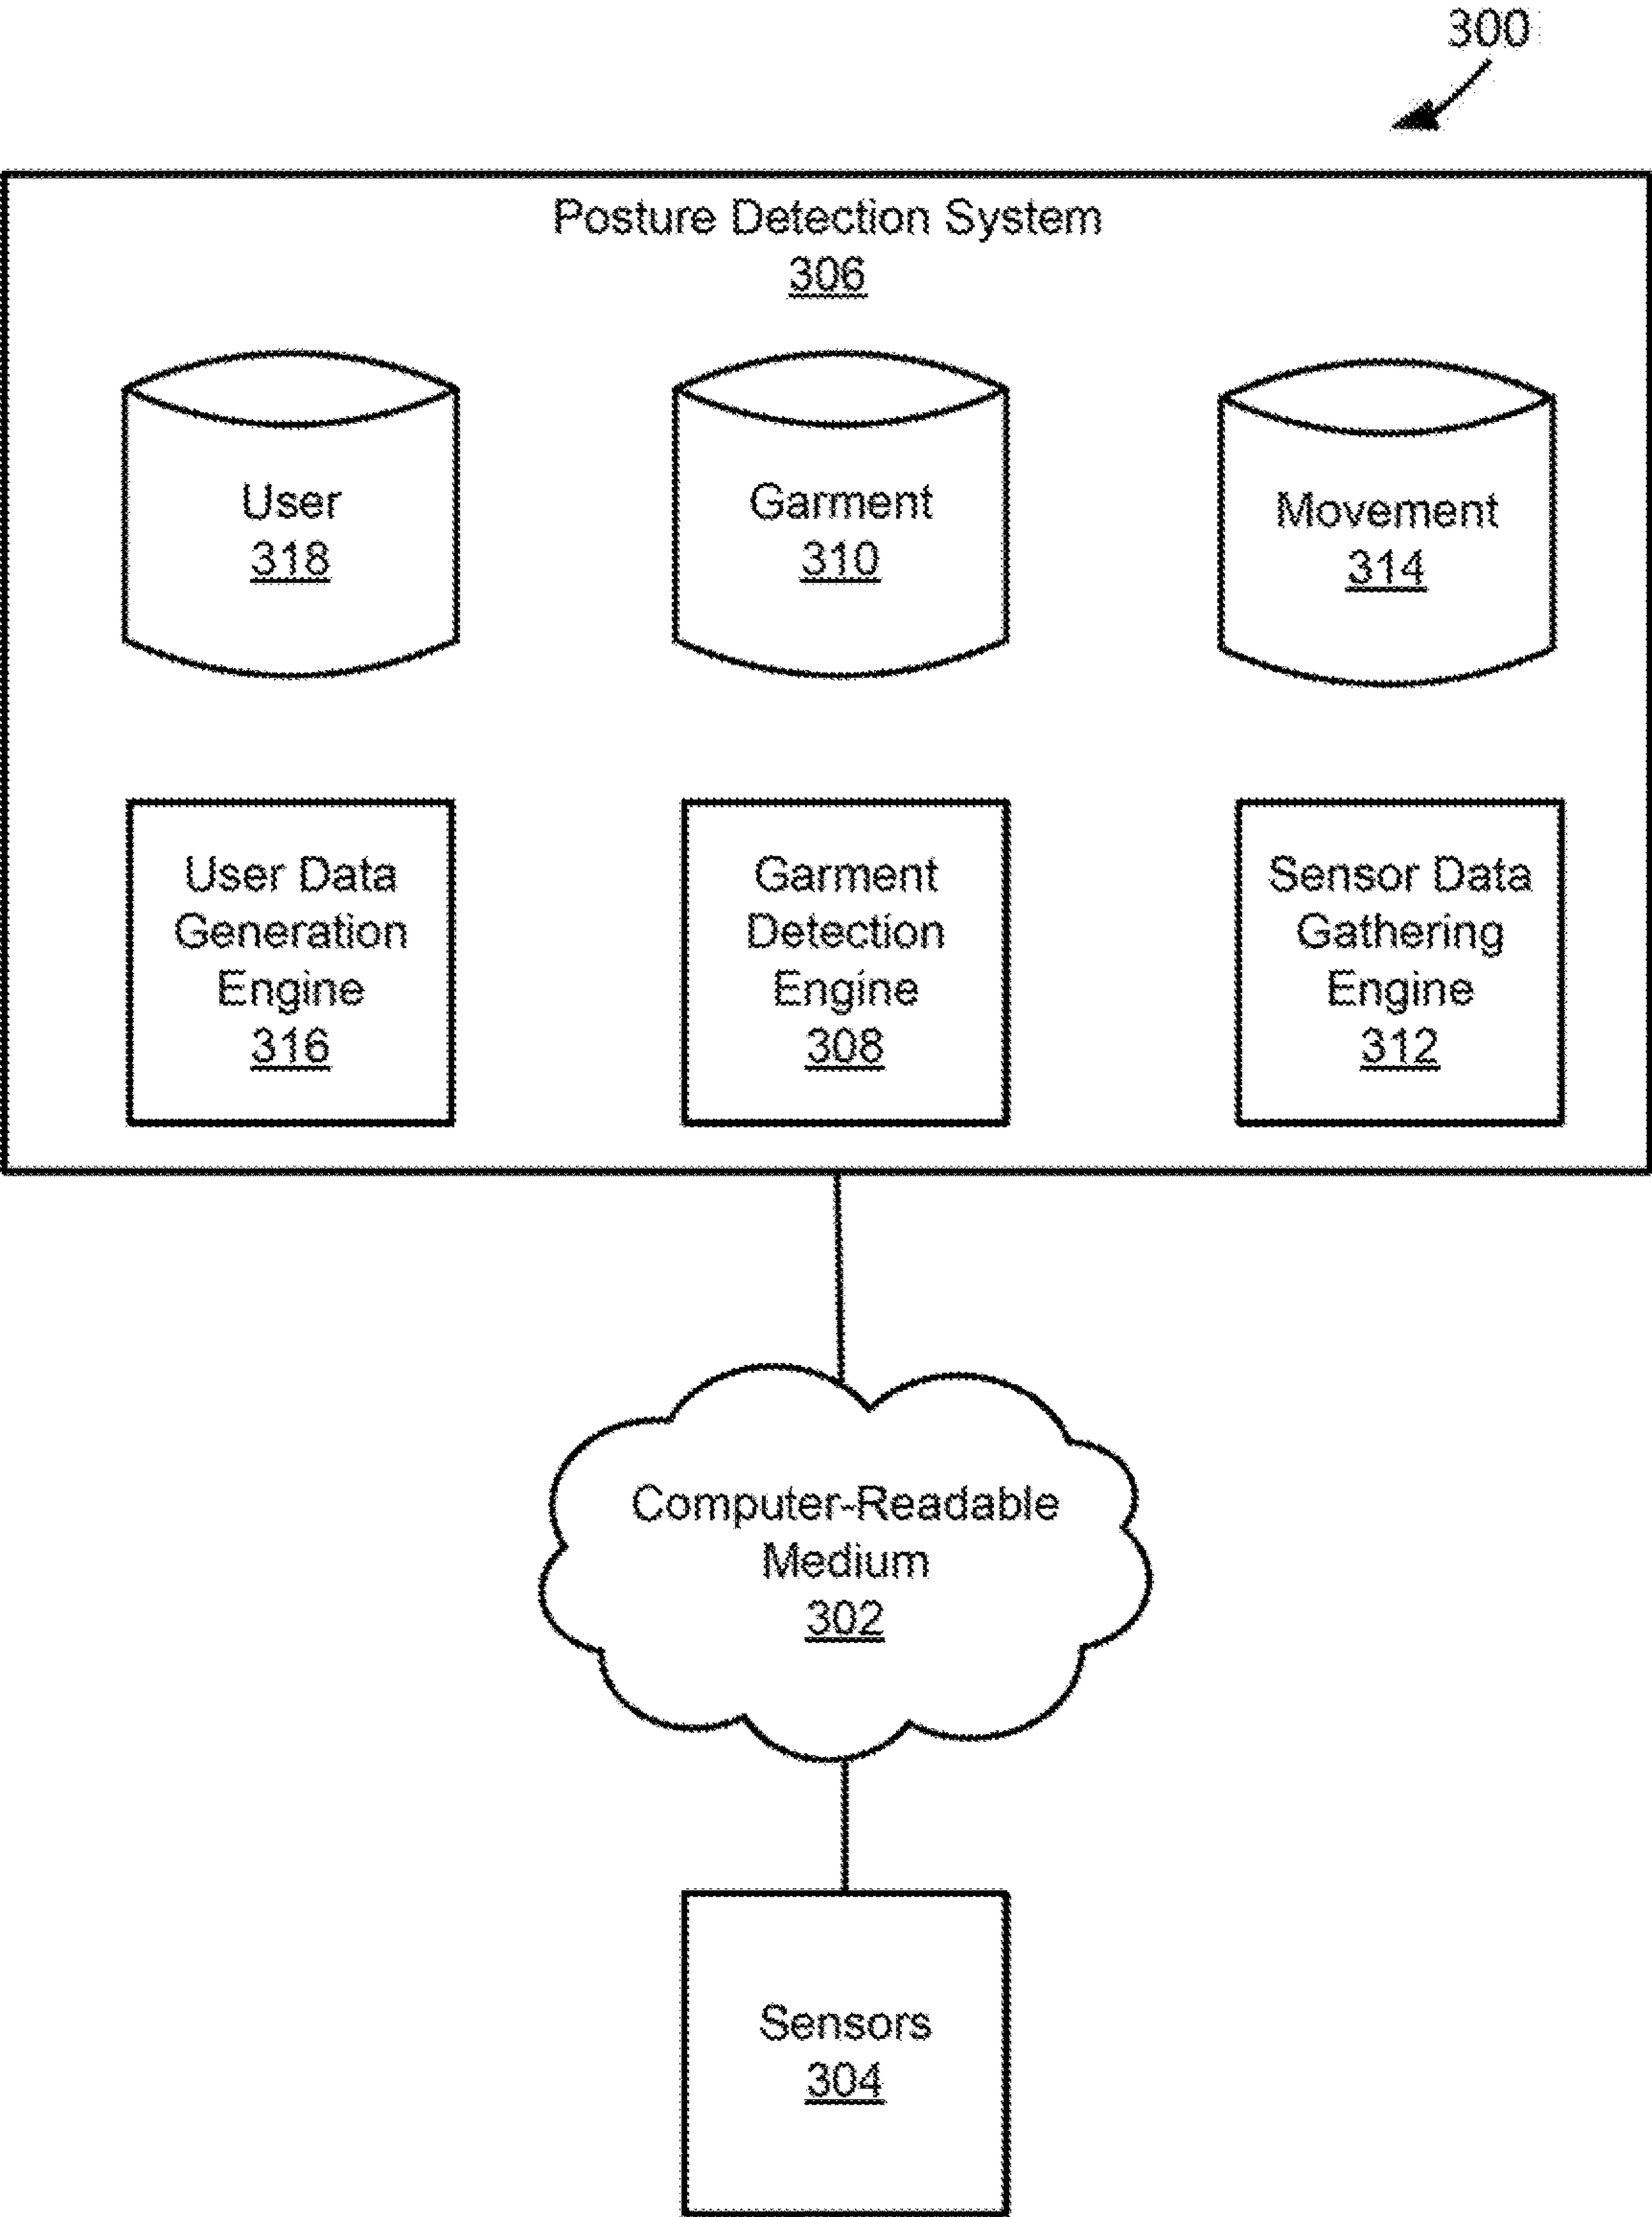 300
Posture Detection System
306
User
318
Garment
310
Movement
314
User Data
Generation
Engine
316
Garment
Detection
Engine
308
Sensor Data
Gathering
Engine
312
Computer-Readable
Medium
302
Sensors
304